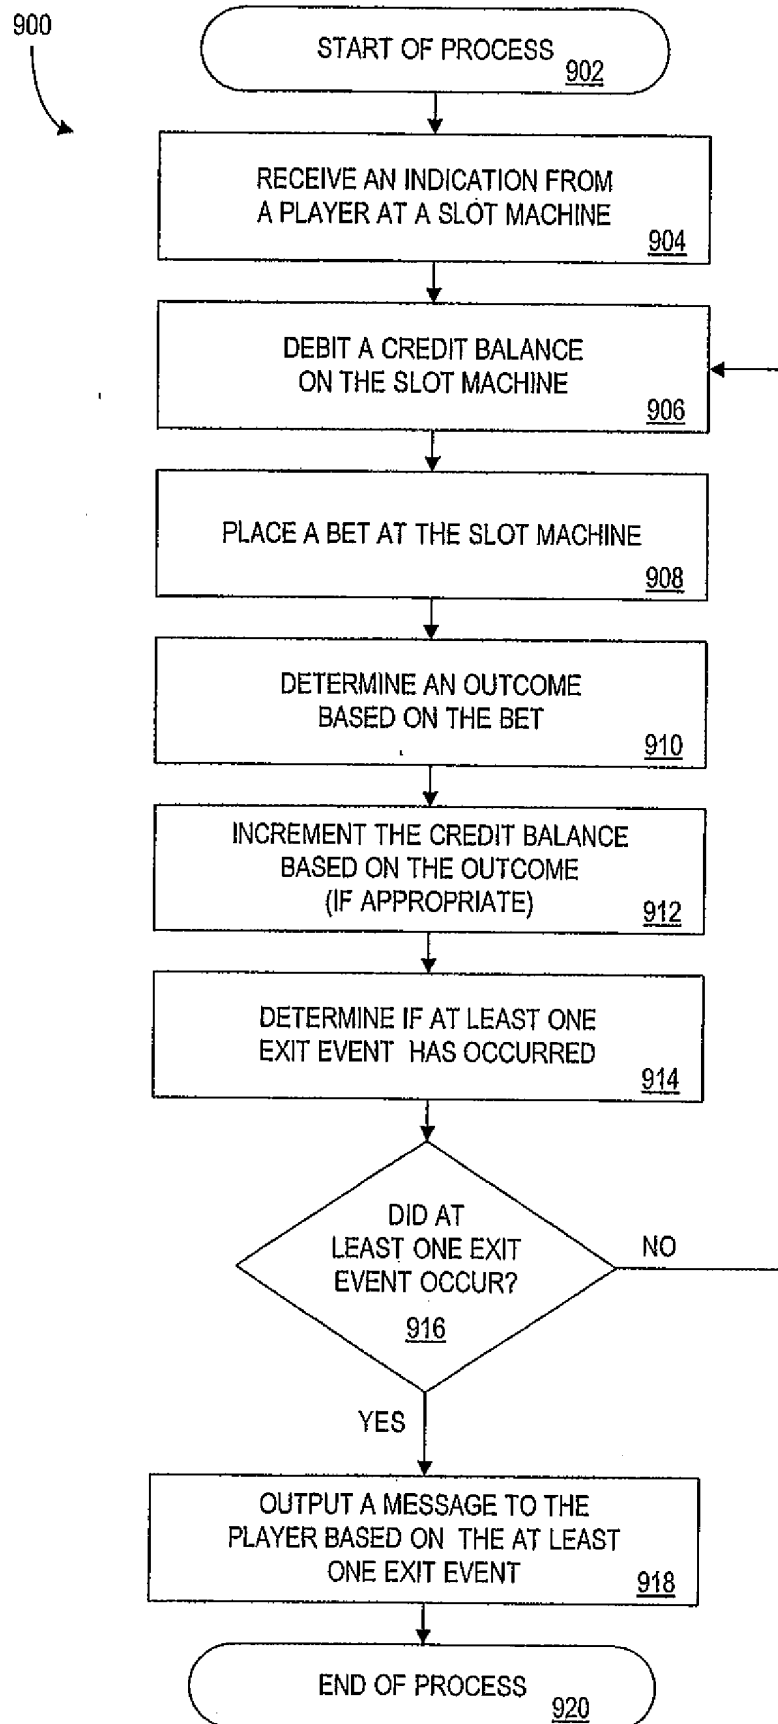 900
START OF PROCESS
902
RECEIVE AN INDICATION FROM
A PLAYER AT A SLOT MACHINE
904
DEBIT A CREDIT BALANCE
ON THE SLOT MACHINE
906
PLACE A BET AT THE SLOT MACHINE
908
DETERMINE AN OUTCOME
BASED ON THE BET
910
INCREMENT THE CREDIT BALANCE
BASED ON THE OUTCOME
(IF APPROPRIATE)
912
DETERMINE IF AT LEAST ONE
EXIT EVENT HAS OCCURRED
914
DID AT
LEAST ONE EXIT
EVENT OCCUR?
916
NO
YES
OUTPUT A MESSAGE TO THE
PLAYER BASED ON THE AT LEAST
ONE EXIT EVENT
918
END OF PROCESS
920